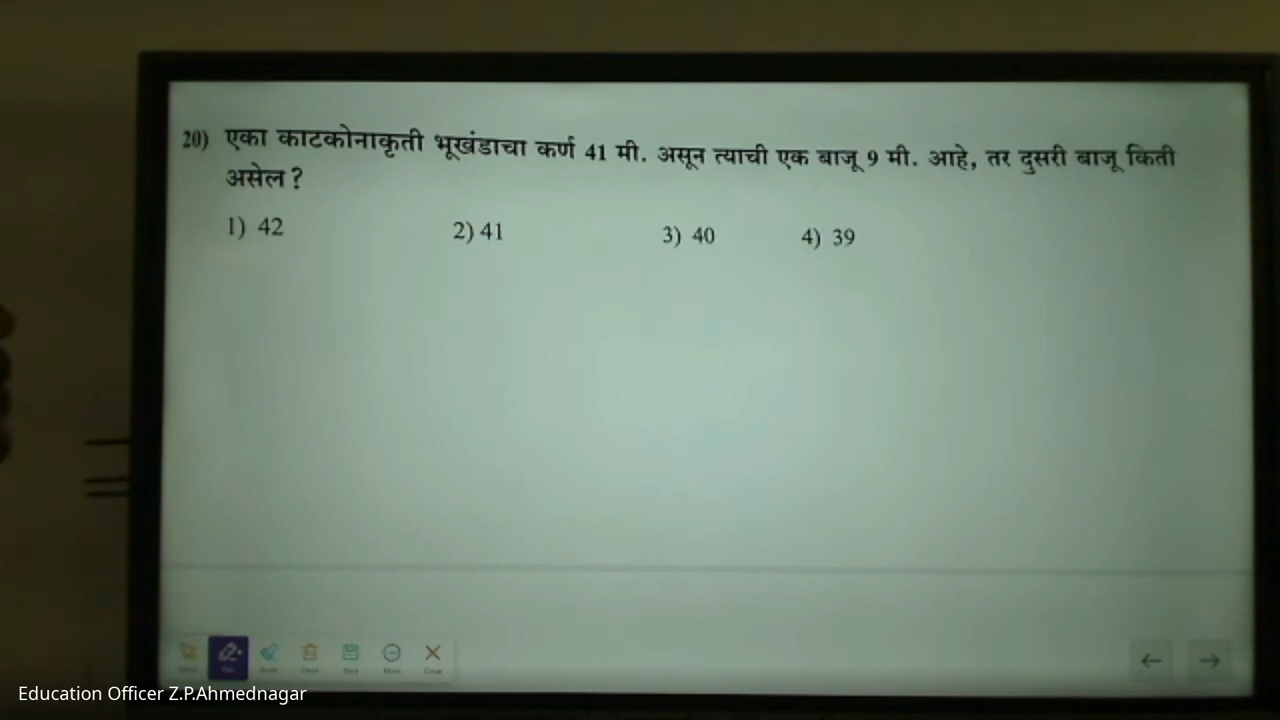 20) एका काटकोनाकृती भूखंडाचा कर्ण 41 मी. असून त्याची एक बाजू 9 मी. आहे, तर दुसरी बाजू किती
असेल ?
1) 42 2) 41 3) 40 4) 39
Education Officer Z.P.Ahmednagar